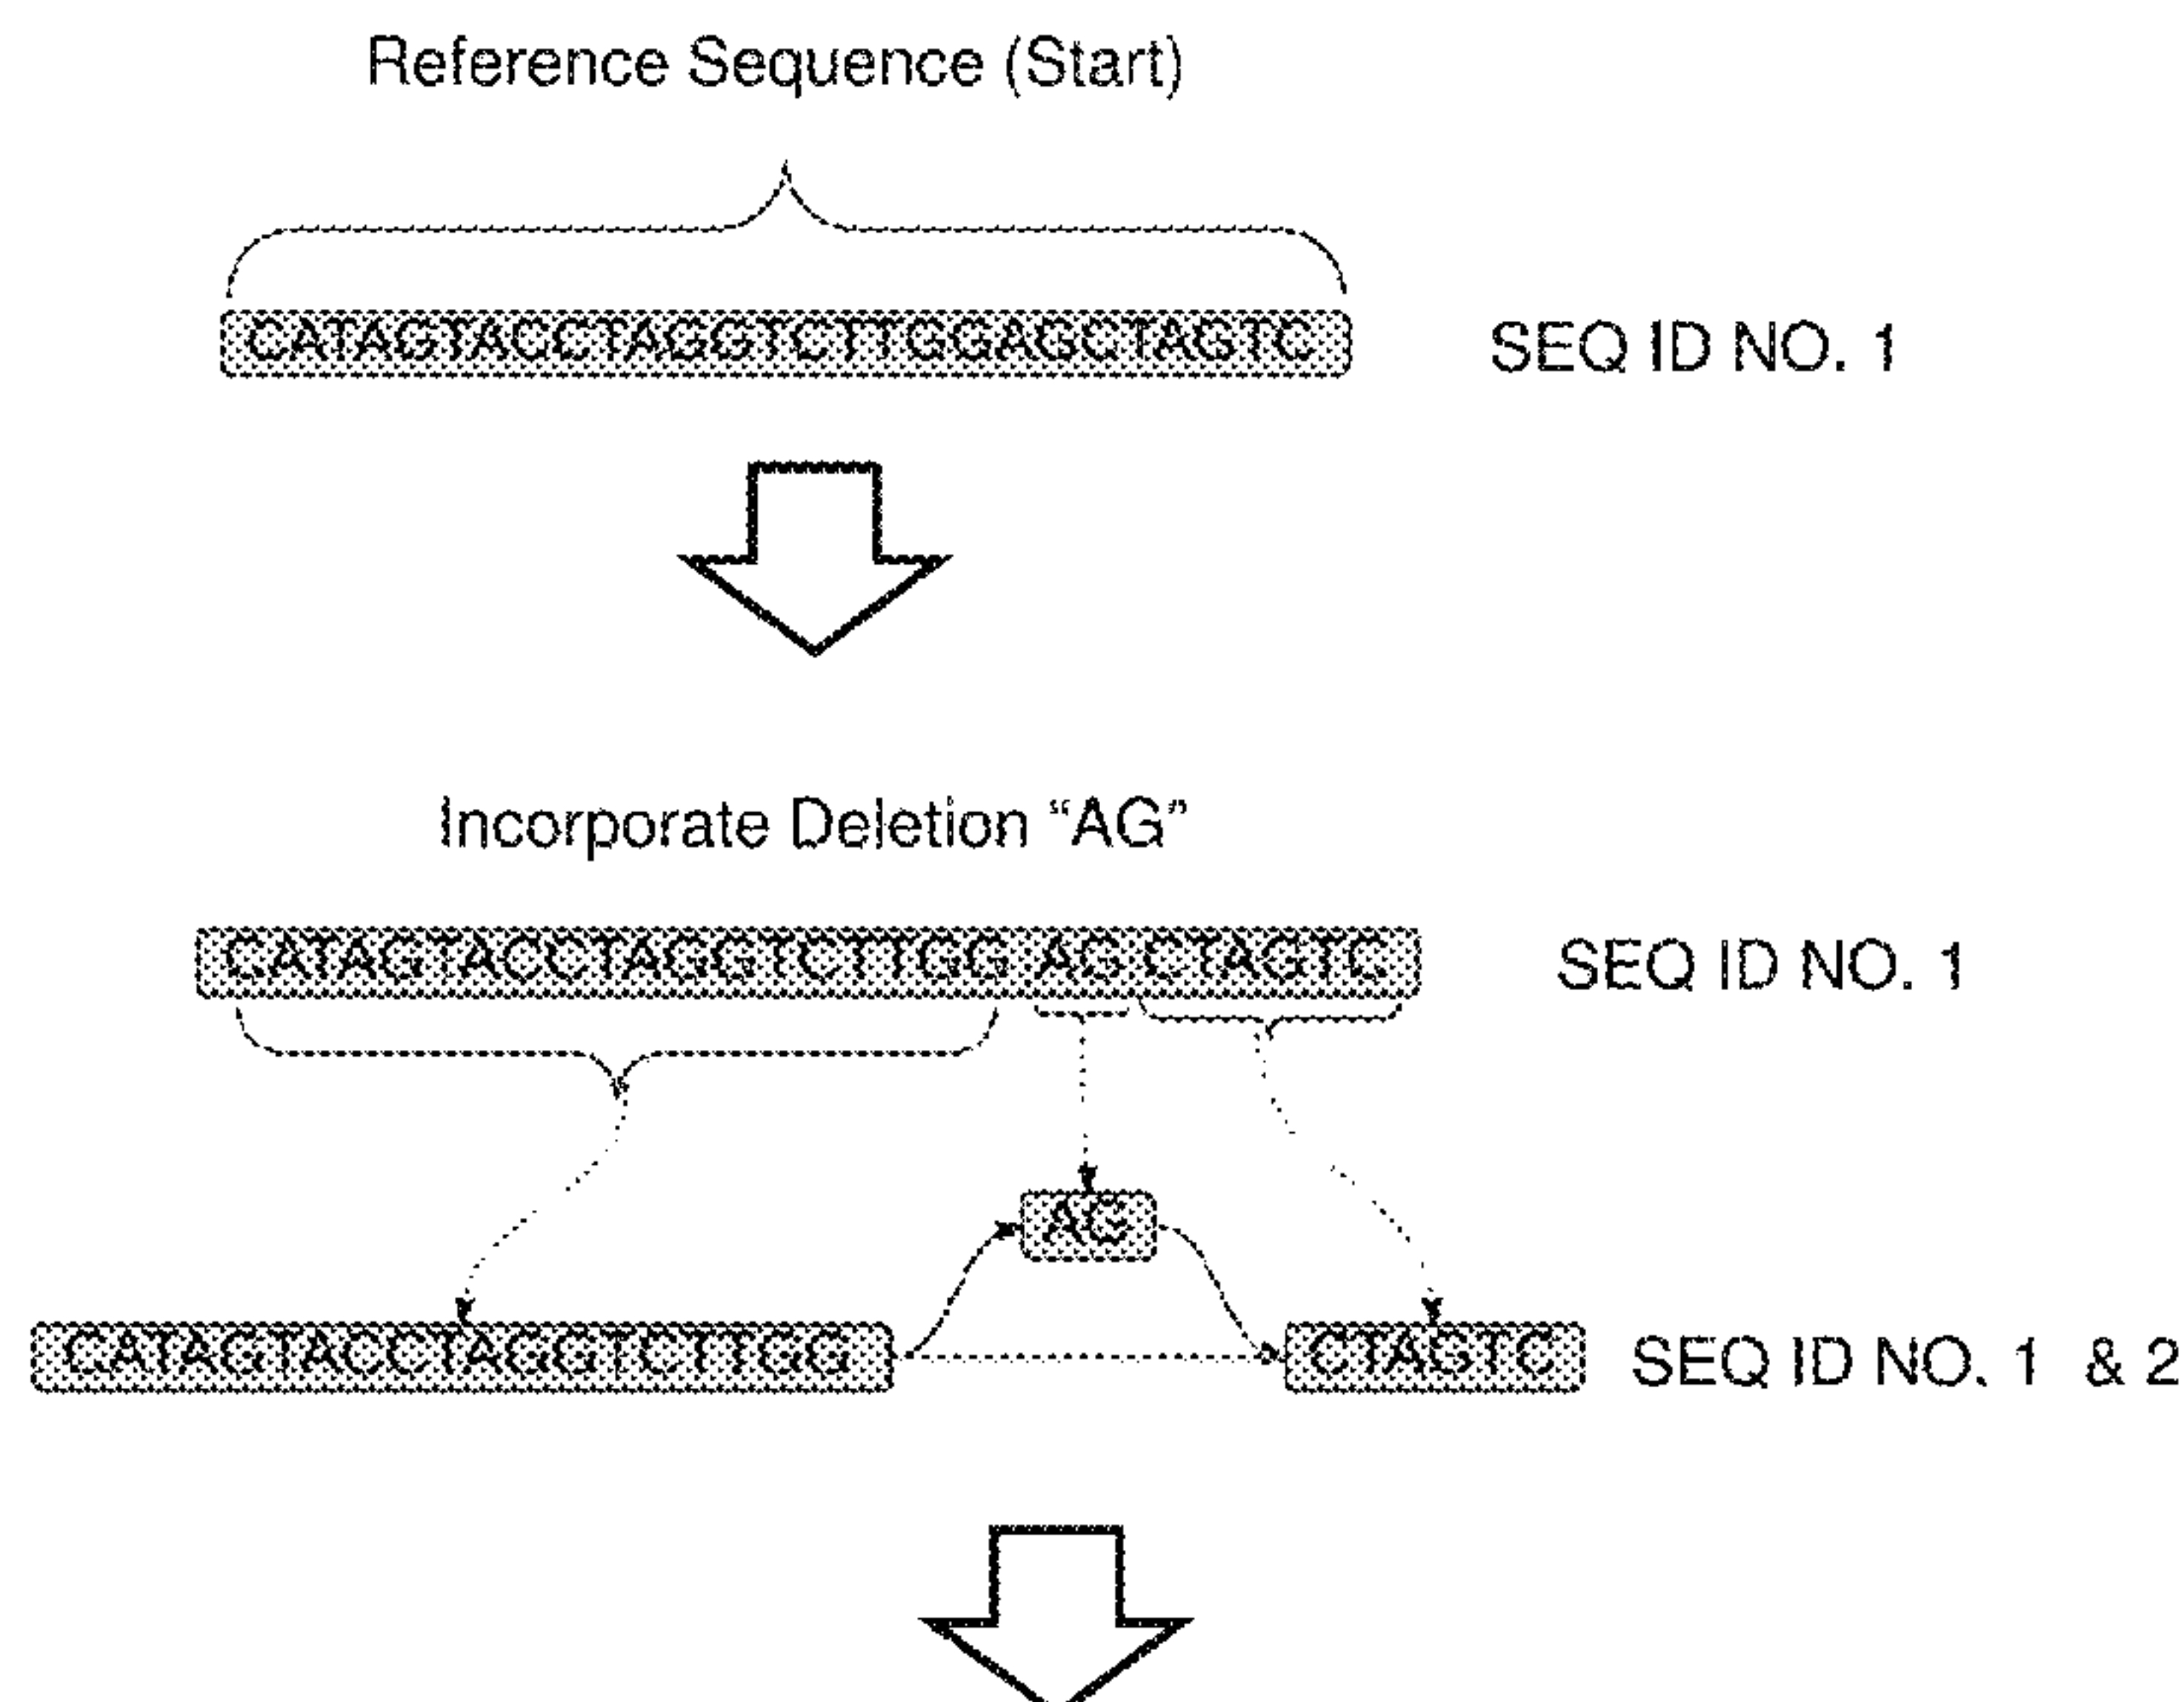 Reference Sequence (Start)
CATAGTACCTAGGTCTTGGAGCTAGTC SEQ ID NO. 1
Incorporate Deletion “AG”
CATAGTACCTAGGTCTTGG AG CTAGTC SEQ ID NO. 1
AG
CATAGTACCTAGGTCTTGG CTAGTC SEQ ID NO. 1 & 2